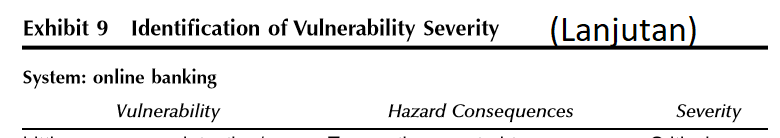 Exhibit 9 Identification of Vulnerability Severity (Lanjutan)
System: online banking
Vulnerability Hazard Consequences Severity